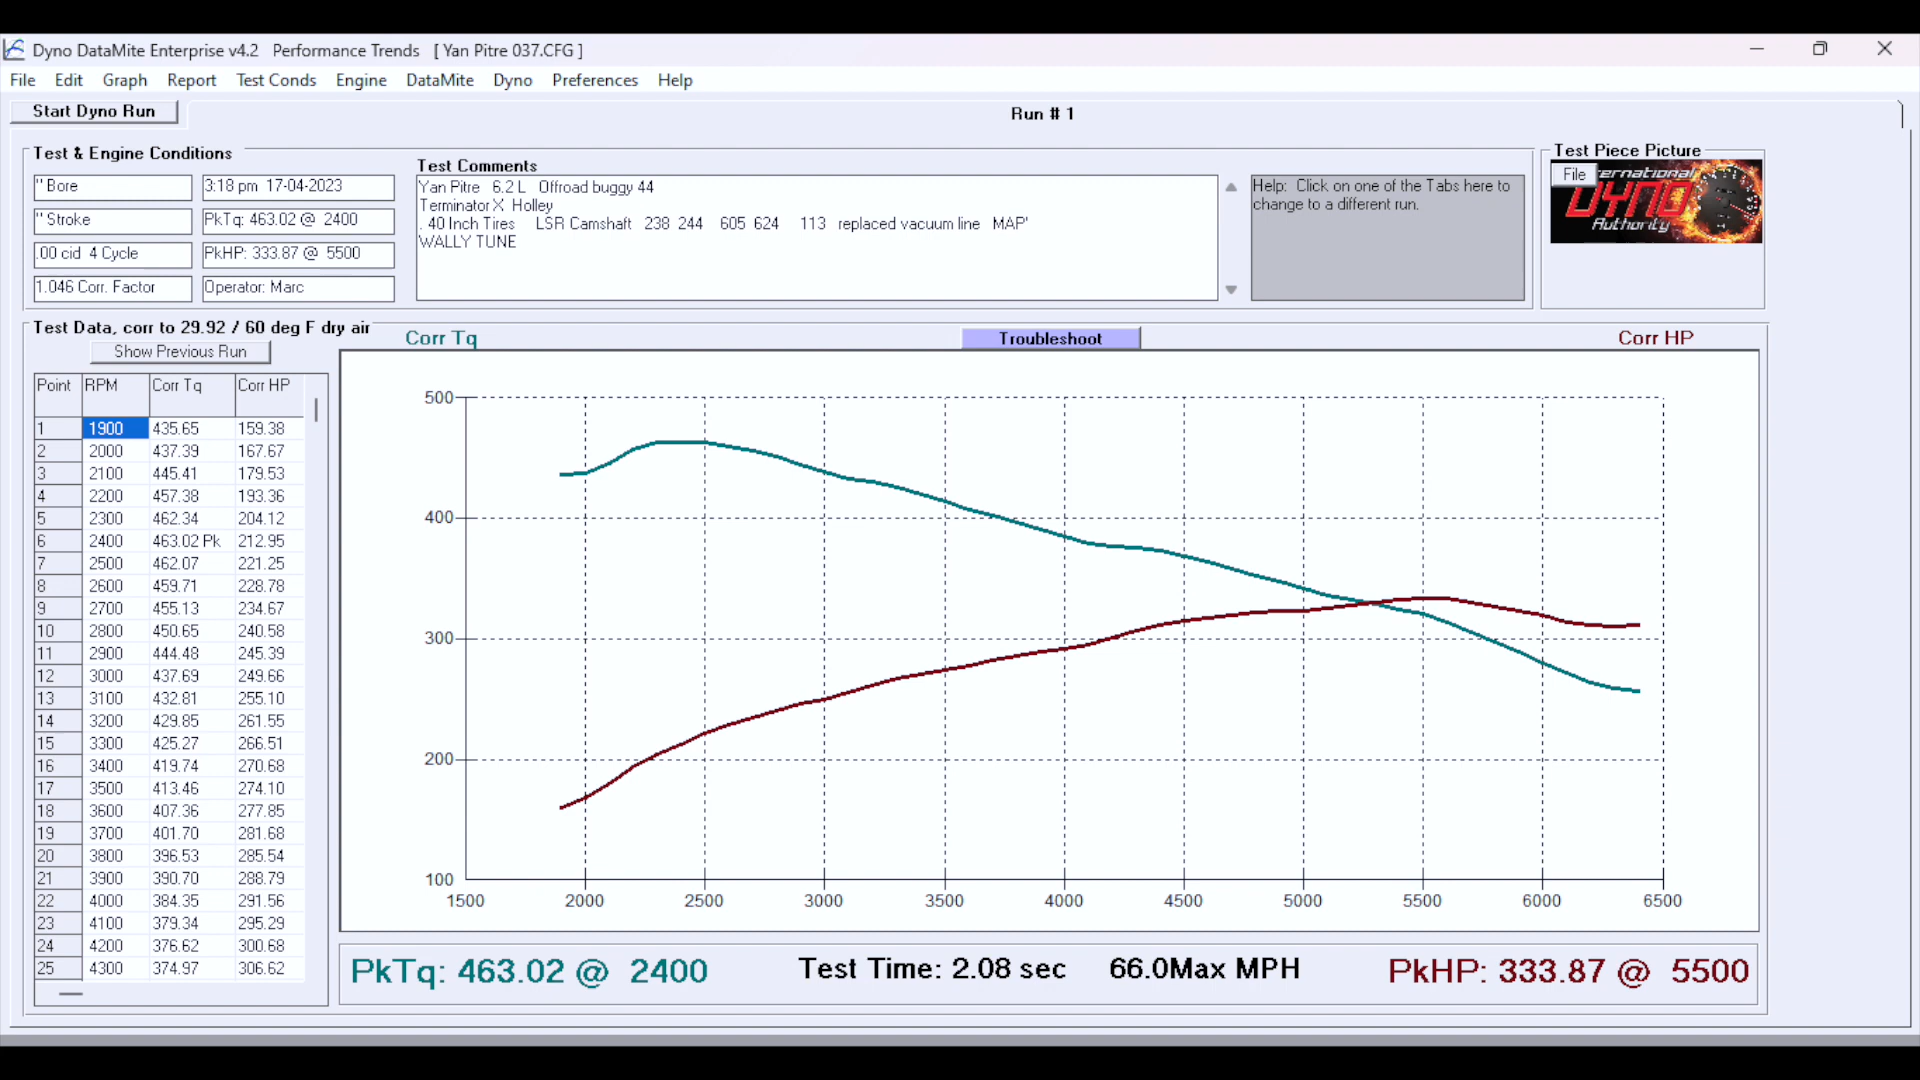 Dyno DataMite Enterprise v4.2   Performance Trends   [ Yan Pitre 037.CFG ]
File   Edit   Graph   Report   Test Conds   Engine   DataMite   Dyno   Preferences   Help
Start Dyno Run
Run # 1
Test & Engine Conditions
" Bore
3:18 pm  17-04-2023
" Stroke
PkTq: 463.02 @  2400
.00 cid  4 Cycle
PkHP: 333.87 @  5500
1.046 Corr. Factor
Operator: Marc
Test Comments
Yan Pitre   6.2 L   Offroad buggy 44
Terminator X  Holley
. 40 Inch Tires    LSR Camshaft   238  244    605  624     113   replaced vacuum line   MAP'
WALLY TUNE
Help:  Click on one of the Tabs here to
change to a different run.
Test Piece Picture
File
ernational
DYNO
Authority
Test Data, corr to 29.92 / 60 deg F dry air
Show Previous Run
Point RPM Corr Tq Corr HP
1 1900 435.65 159.38
2 2000 437.39 167.67
3 2100 445.41 179.53
4 2200 457.38 193.36
5 2300 462.34 204.12
6 2400 463.02 Pk 212.95
7 2500 462.07 221.25
8 2600 459.71 228.78
9 2700 455.13 234.67
10 2800 450.65 240.58
11 2900 444.48 245.39
12 3000 437.69 249.66
13 3100 432.81 255.10
14 3200 429.85 261.55
15 3300 425.27 266.51
16 3400 419.74 270.68
17 3500 413.46 274.10
18 3600 407.36 277.85
19 3700 401.70 281.68
20 3800 396.53 285.54
21 3900 390.70 288.79
22 4000 384.35 291.56
23 4100 379.34 295.29
24 4200 376.62 300.68
25 4300 374.97 306.62
Corr Tq
Troubleshoot
Corr HP
500
400
300
200
100
1500 2000 2500 3000 3500 4000 4500 5000 5500 6000 6500
PkTq: 463.02 @  2400
Test Time: 2.08 sec
66.0Max MPH
PkHP: 333.87 @  5500